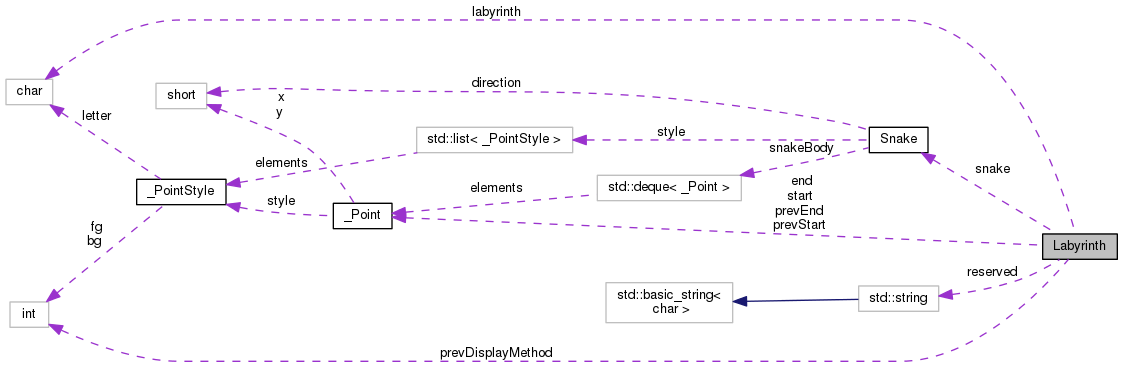 labyrinth
char
short
direction
x
y
letter
std::list< _PointStyle >
style
Snake
snakeBody
elements
_PointStyle
style
_Point
elements
std::deque< _Point >
end
start
prevEnd
prevStart
snake
Labyrinth
fg
bg
reserved
std::basic_string<
char >
std::string
int
prevDisplayMethod